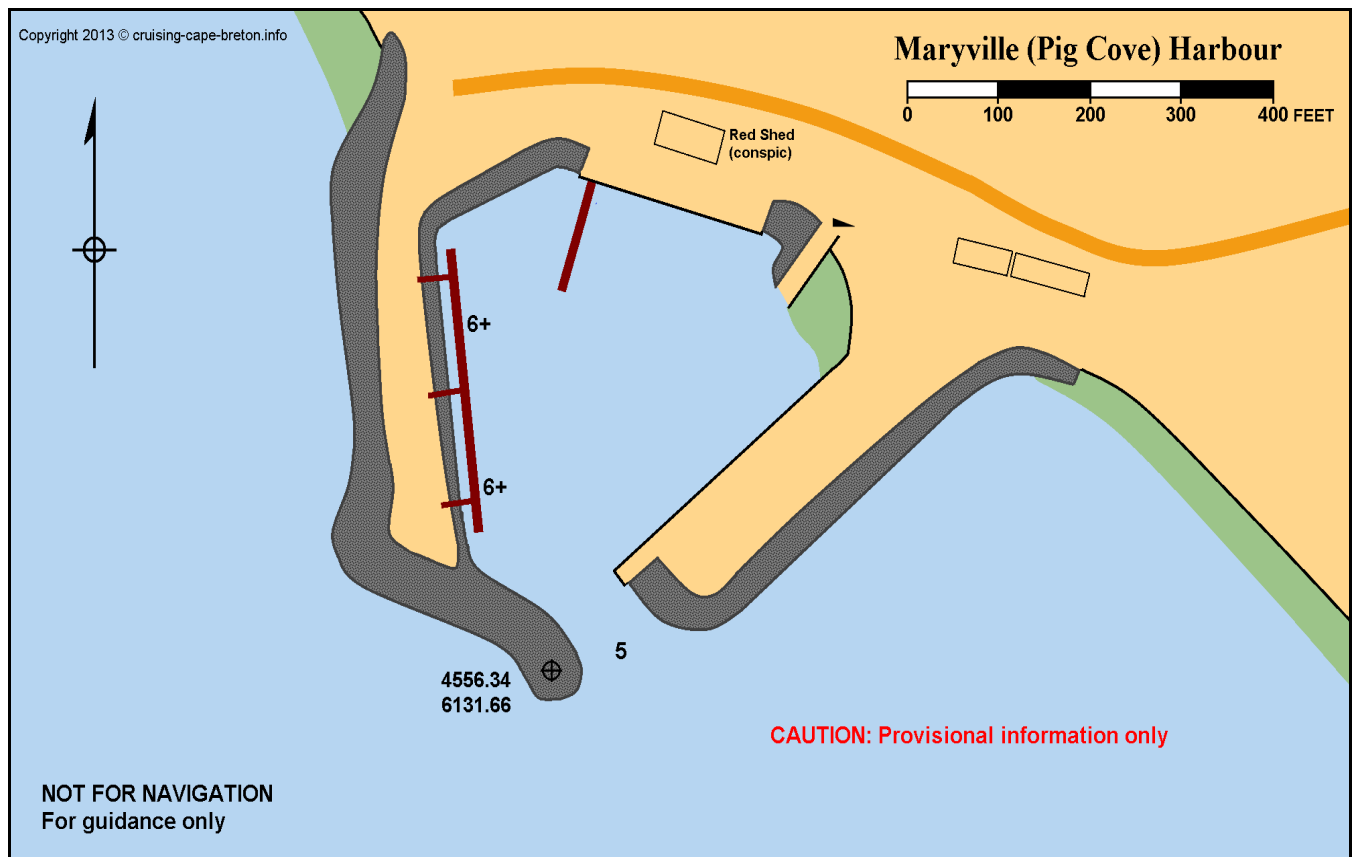 Copyright 2013 © cruising-cape-breton.info
Maryville (Pig Cove) Harbour
0 100 200 300 400 FEET
Red Shed
(conspic)
6+
6+
5
4556.34
6131.66
CAUTION: Provisional information only
NOT FOR NAVIGATION
For guidance only